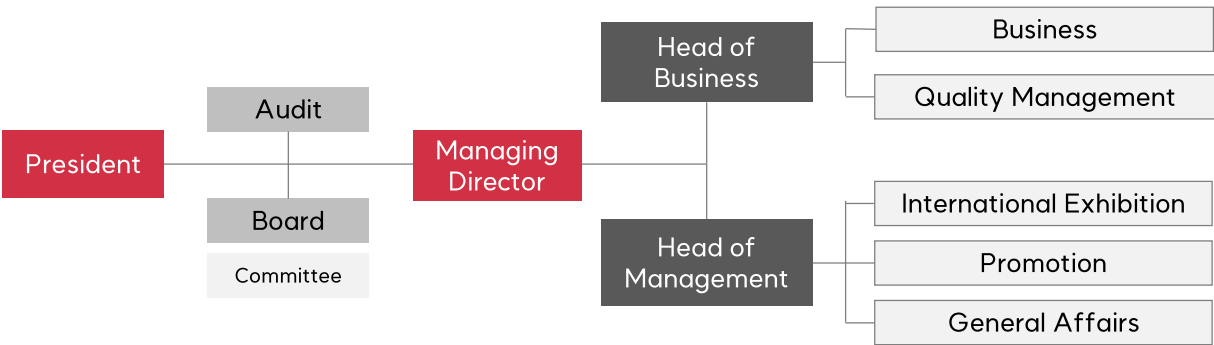 President
Audit
Board
Committee
Managing
Director
Head of
Business
Business
Quality Management
Head of
Management
International Exhibition
Promotion
General Affairs